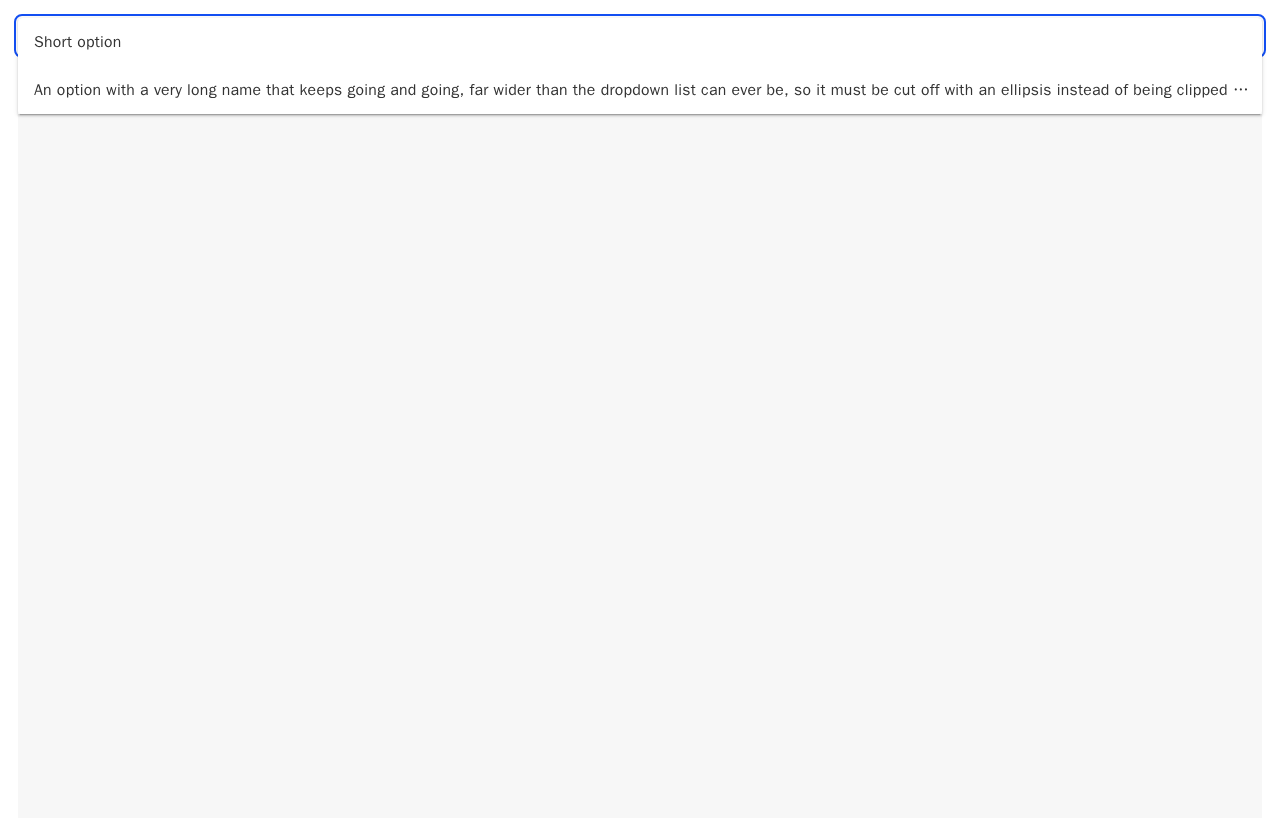 Short option
An option with a very long name that keeps going and going, far wider than the dropdown list can ever be, so it must be cut off with an ellipsis instead of being clipped …